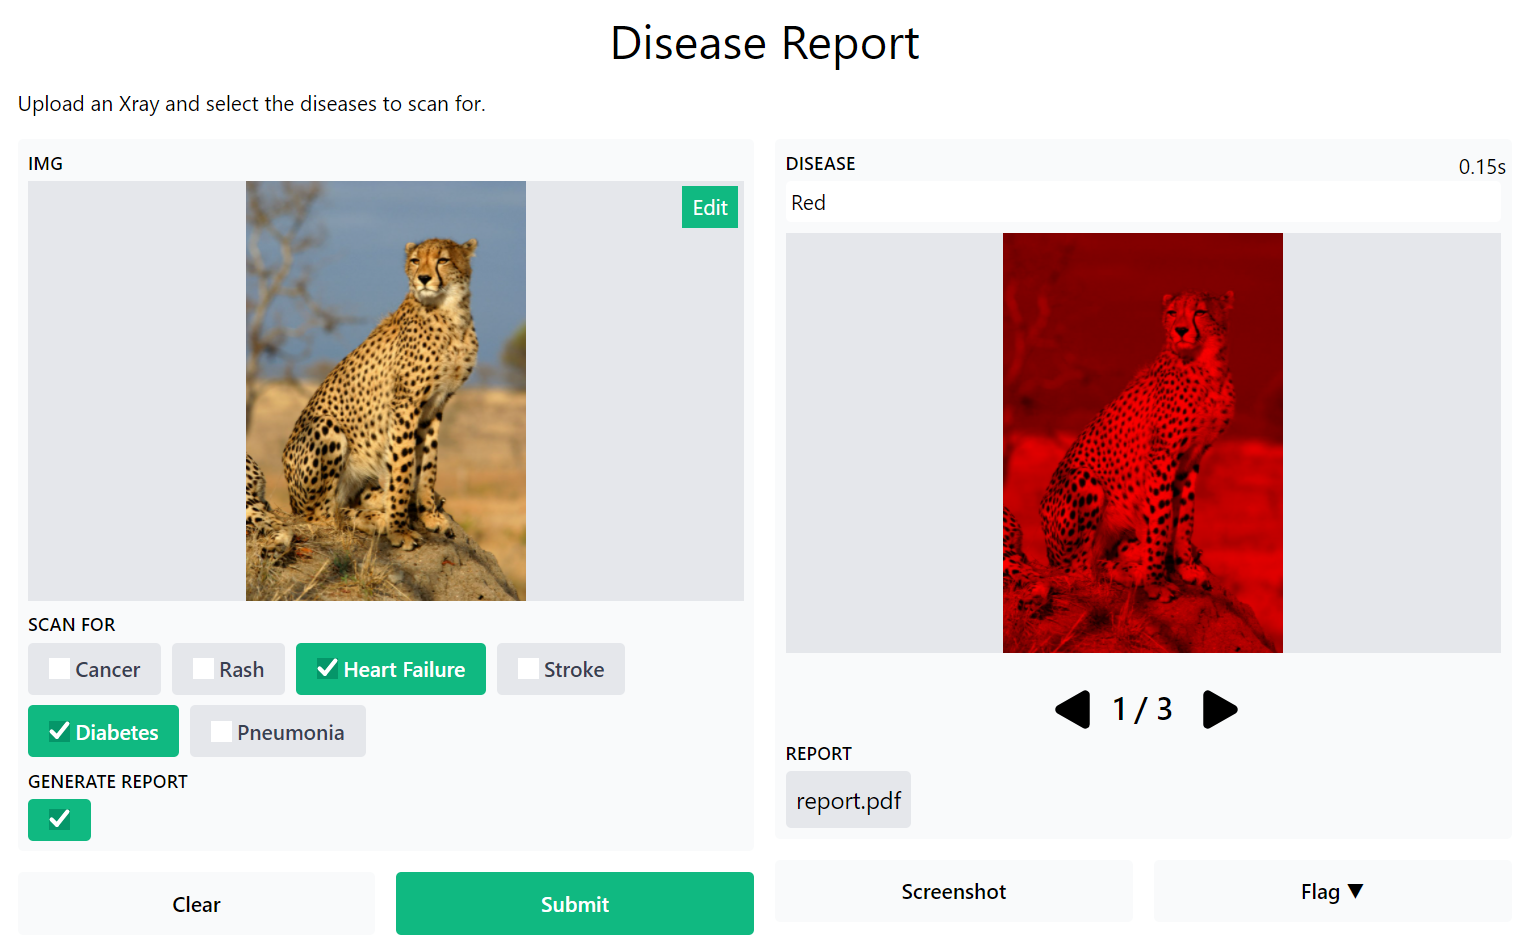 Disease Report
Upload an Xray and select the diseases to scan for.
IMG
Edit
SCAN FOR
Cancer
Rash
Heart Failure
Stroke
Diabetes
Pneumonia
GENERATE REPORT
Clear
Submit
DISEASE
0.15s
Red
1 / 3
REPORT
report.pdf
Screenshot
Flag ▼